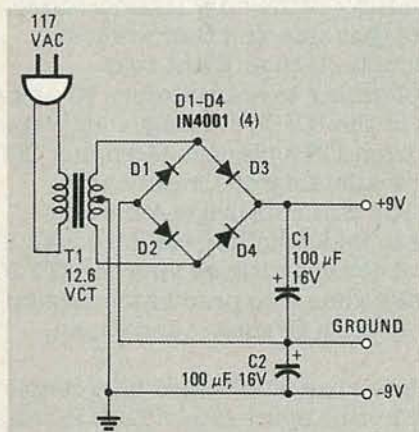 117
VAC
D1-D4
IN4001 (4)
D1
D3
D2
D4
T1
12.6
VCT
+9V
C1
100 µF
16V
+
GROUND
C2
100 µF, 16V
+
-9V